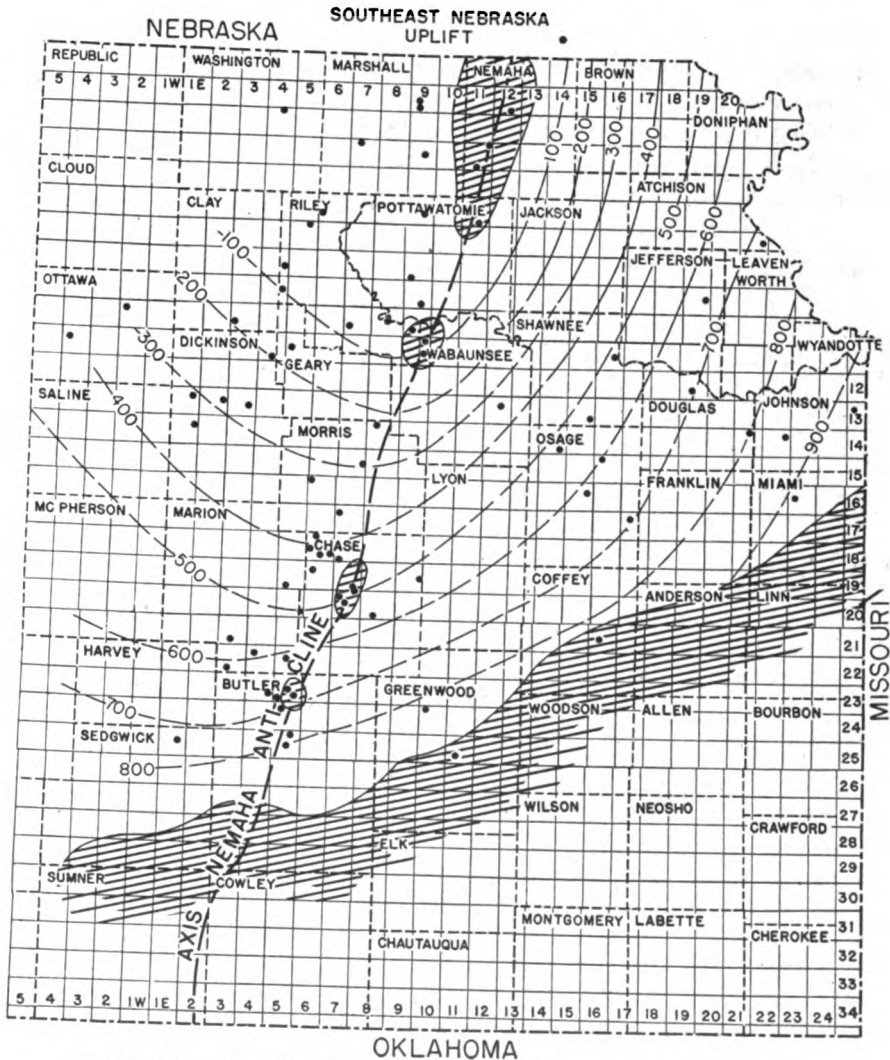 SOUTHEAST NEBRASKA
NEBRASKA UPLIFT
REPUBLIC WASHINGTON MARSHALL NEMAHA BROWN
5 4 3 2 1W 1E 2 3 4 5 6 7 8 9 10 11 12 13 14 15 16 17 18 19 20
DONIPHAN
100 200 300 400
CLOUD ATCHISON
CLAY RILEY POTTAWATOMIE JACKSON
500 600
-100
JEFFERSON LEAVEN
WORTH
OTTAWA 200
700 800
SHAWNEE
-300 DICKINSON WABAUNSEE WYANDOTTE
GEARY
12
SALINE 400 DOUGLAS JOHNSON 900
13
MORRIS OSAGE 14
LYON FRANKLIN MIAMI 15
16
MC PHERSON MARION
17
CHASE 18
500 COFFEY
19
ANDERSON LINN
20
21
HARVEY 600
22
BUTLER GREENWOOD 23
700 WOODSON ALLEN BOURBON
24
SEDGWICK
25
800
26
WILSON NEOSHO 27
CRAWFORD
ELK 28
29
SUMNER COWLEY
30
MONTGOMERY LABETTE 31
CHAUTAUQUA CHEROKEE
32
33
5 4 3 2 1W 1E 2 3 4 5 6 7 8 9 10 11 12 13 14 15 16 17 18 19 20 21 22 23 24 34
AXIS NEMAHA ANTI-CLINE
MISSOURI
OKLAHOMA